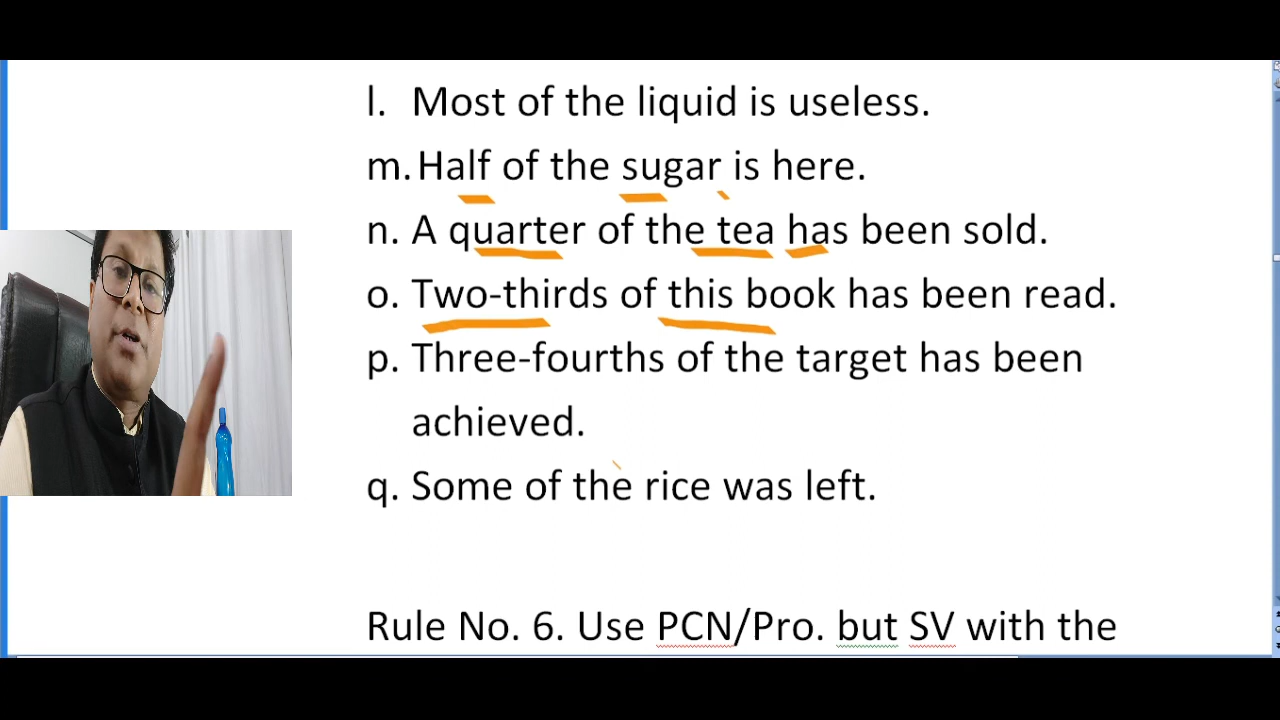 l. Most of the liquid is useless.
m. Half of the sugar is here.
n. A quarter of the tea has been sold.
o. Two-thirds of this book has been read.
p. Three-fourths of the target has been
achieved.
q. Some of the rice was left.
Rule No. 6. Use PCN/Pro. but SV with the